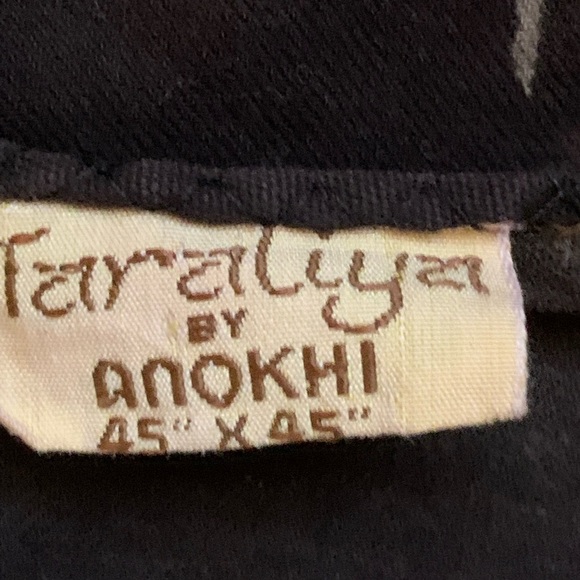 Taraliya
BY
ANOKHI
45" X 45"